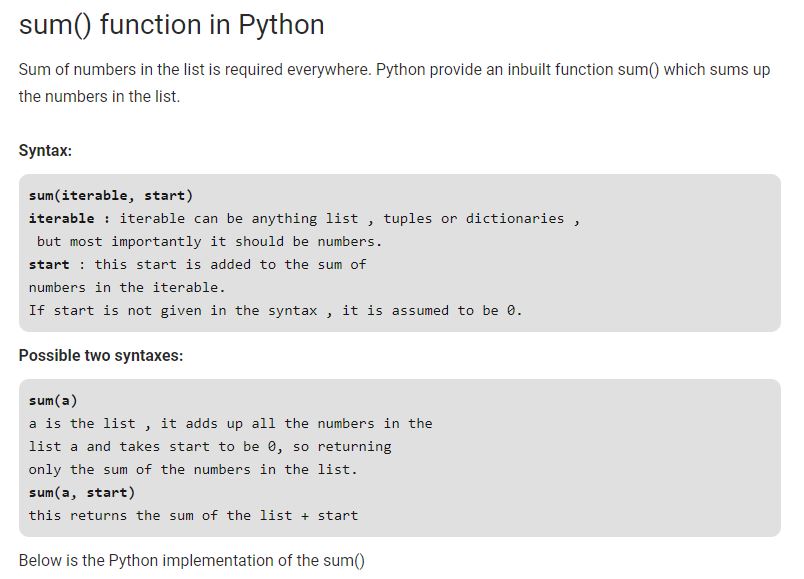 sum() function in Python
Sum of numbers in the list is required everywhere. Python provide an inbuilt function sum() which sums up
the numbers in the list.
Syntax:
sum(iterable, start)
iterable : iterable can be anything list , tuples or dictionaries ,
but most importantly it should be numbers.
start : this start is added to the sum of
numbers in the iterable.
If start is not given in the syntax , it is assumed to be 0.
Possible two syntaxes:
sum(a)
a is the list , it adds up all the numbers in the
list a and takes start to be 0, so returning
only the sum of the numbers in the list.
sum(a, start)
this returns the sum of the list + start
Below is the Python implementation of the sum()